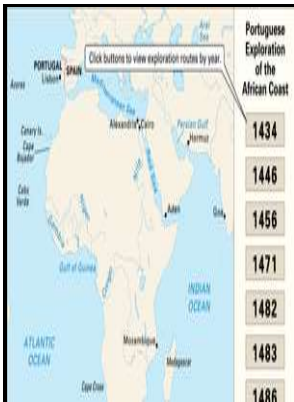 Portuguese
Exploration
of the
African Coast
Click buttons to view exploration routes by year.
1434
1446
1456
1471
1482
1483
1486
PORTUGAL
Lisbon
SPAIN
Azores
Mediterranean Sea
Alexandria
Cairo
Persian Gulf
Hormuz
Canary Is.
Cape
Bojador
Cabo
Verde
Aden
Goa
Gulf of Guinea
INDIAN
OCEAN
ATLANTIC
OCEAN
Mozambique
Madagascar
Cape Cross